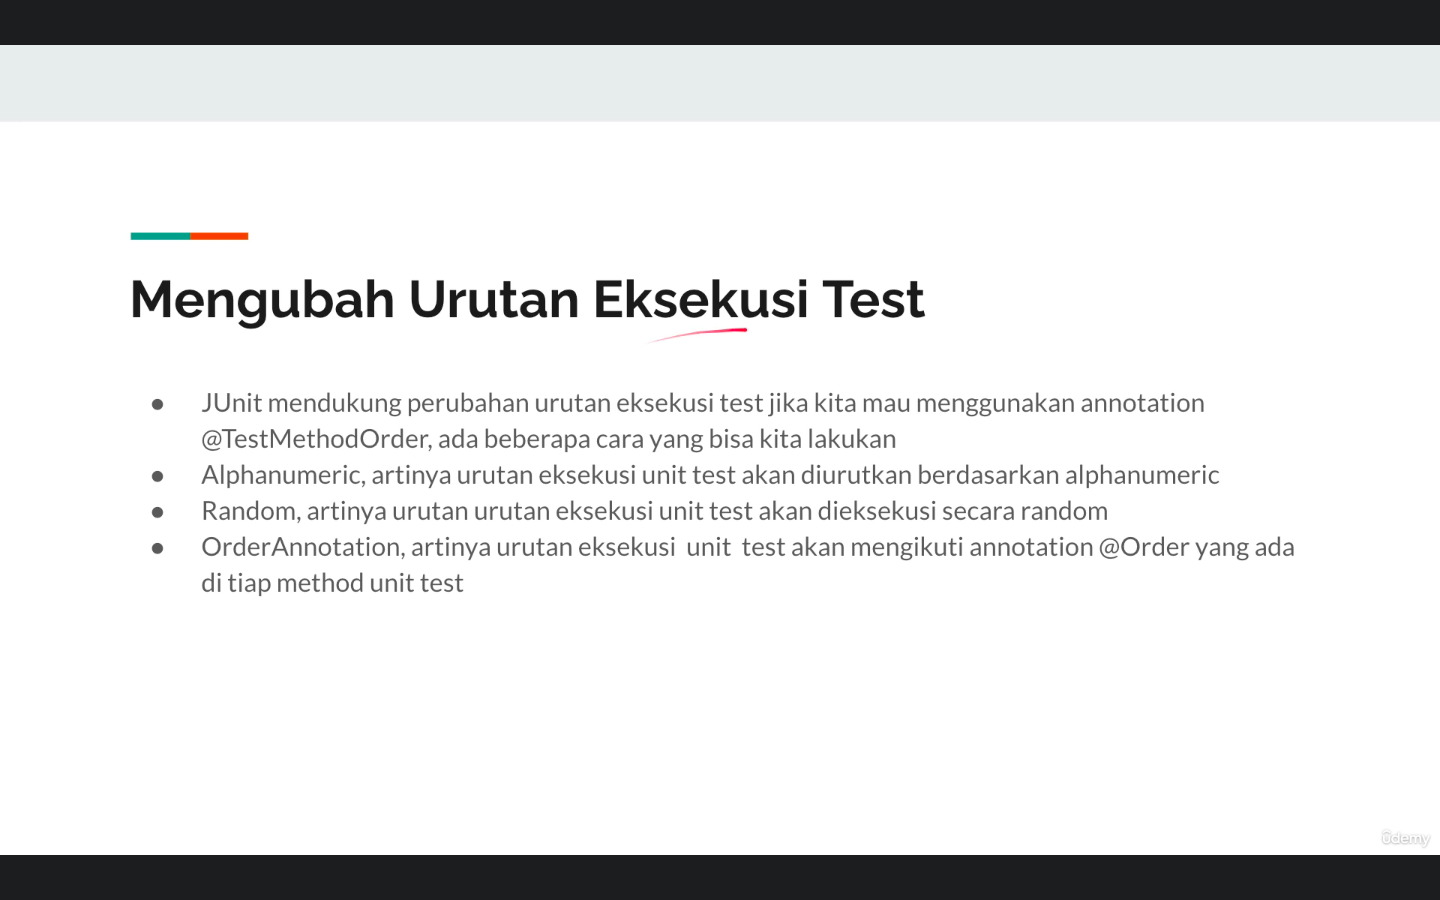 Mengubah Urutan Eksekusi Test
● JUnit mendukung perubahan urutan eksekusi test jika kita mau menggunakan annotation
@TestMethodOrder, ada beberapa cara yang bisa kita lakukan
● Alphanumeric, artinya urutan eksekusi unit test akan diurutkan berdasarkan alphanumeric
● Random, artinya urutan urutan eksekusi unit test akan dieksekusi secara random
● OrderAnnotation, artinya urutan eksekusi unit test akan mengikuti annotation @Order yang ada
di tiap method unit test
ûdemy